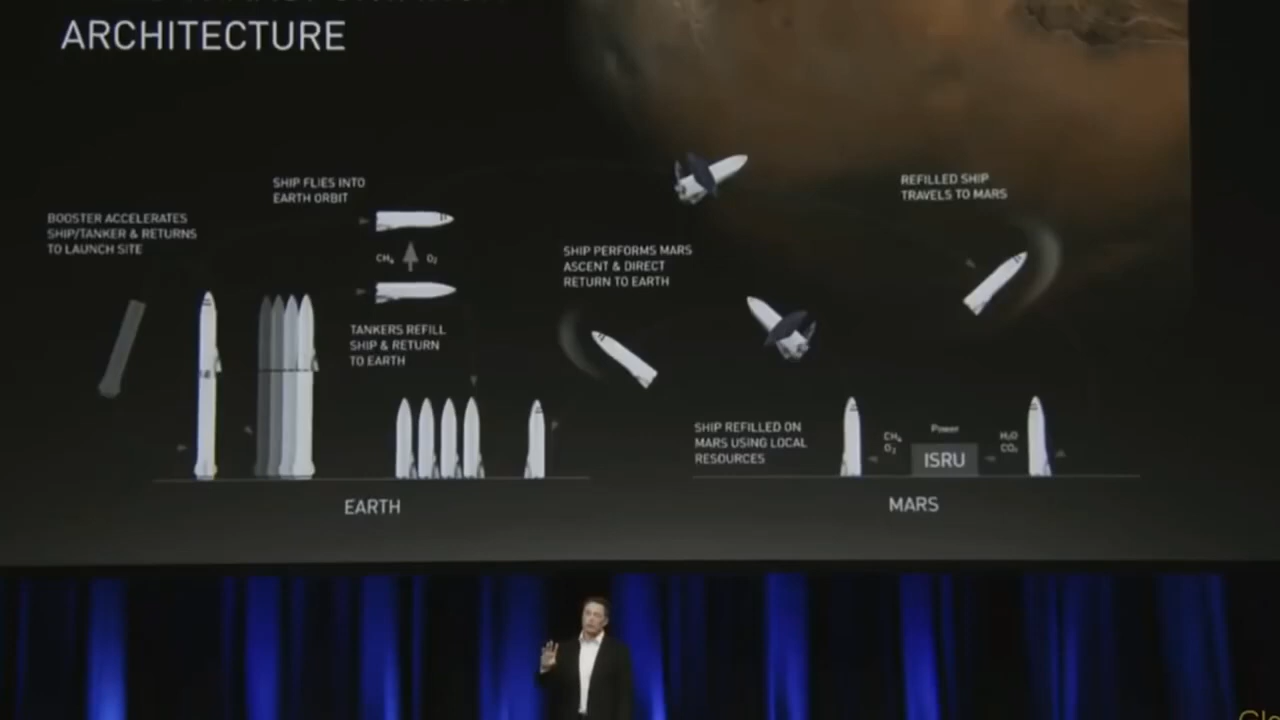 ARCHITECTURE
SHIP FLIES INTO
EARTH ORBIT
BOOSTER ACCELERATES
SHIP/TANKER & RETURNS
TO LAUNCH SITE
CH₄ O₂
TANKERS REFILL
SHIP & RETURN
TO EARTH
SHIP PERFORMS MARS
ASCENT & DIRECT
RETURN TO EARTH
REFILLED SHIP
TRAVELS TO MARS
SHIP REFILLED ON
MARS USING LOCAL
RESOURCES
CH₄
O₂
Power
ISRU
H₂O
CO₂
EARTH
MARS